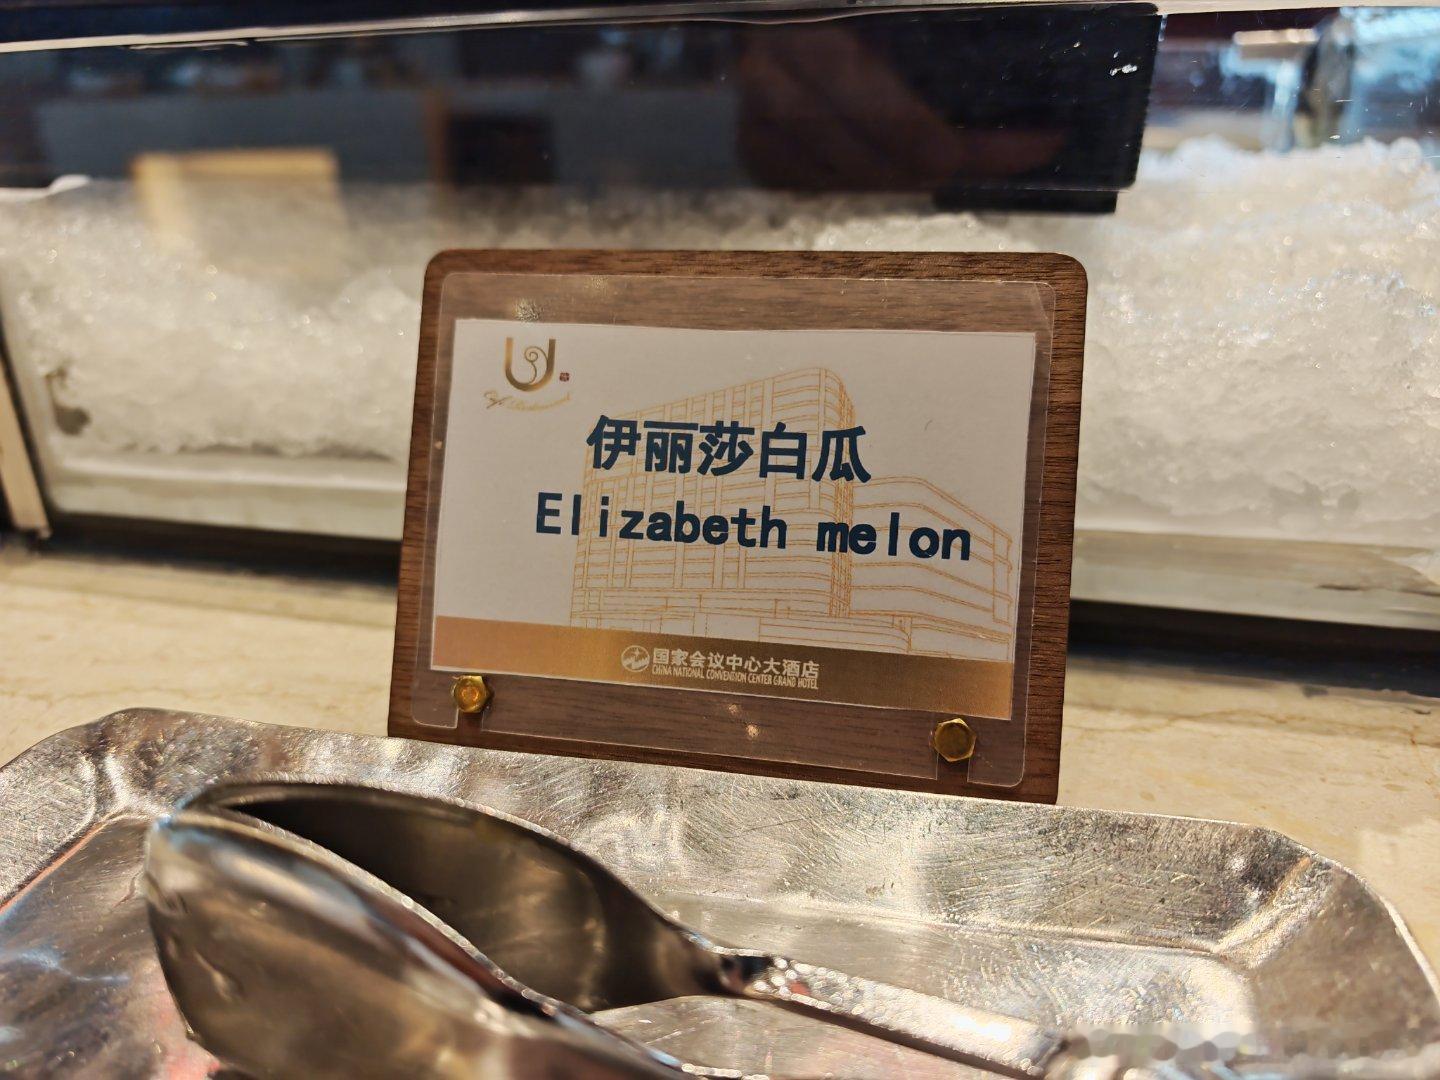 伊丽莎白瓜
Elizabeth melon
国家会议中心大酒店
CHINA NATIONAL CONVENTION CENTER GRAND HOTEL